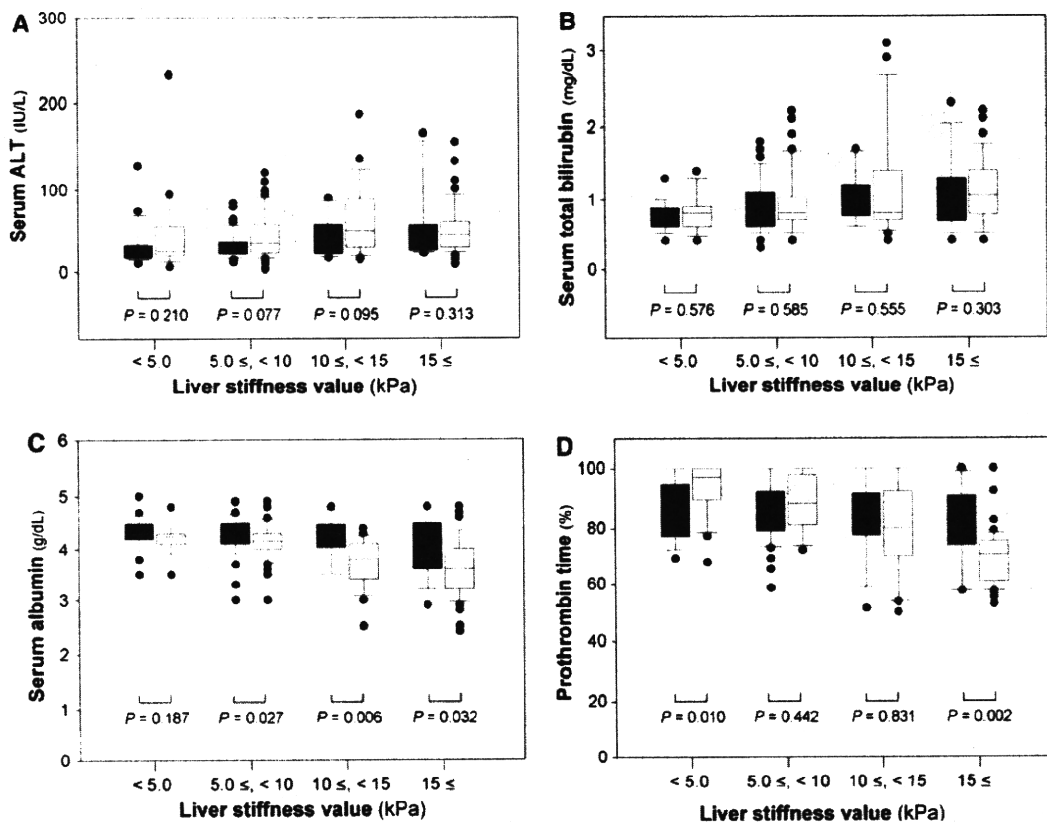 A
Serum ALT (IU/L)
300
200
100
0
P = 0.210 P = 0.077 P = 0.095 P = 0.313
< 5.0 5.0 ≤, < 10 10 ≤, < 15 15 ≤
Liver stiffness value (kPa)
B
Serum total bilirubin (mg/dL)
3
2
1
0
P = 0.576 P = 0.585 P = 0.555 P = 0.303
< 5.0 5.0 ≤, < 10 10 ≤, < 15 15 ≤
Liver stiffness value (kPa)
C
Serum albumin (g/dL)
6
5
4
3
4
1
0
P = 0.187 P = 0.027 P = 0.006 P = 0.032
< 5.0 5.0 ≤, < 10 10 ≤, < 15 15 ≤
Liver stiffness value (kPa)
D
Prothrombin time (%)
100
80
60
40
20
0
P = 0.010 P = 0.442 P = 0.831 P = 0.002
< 5.0 5.0 ≤, < 10 10 ≤, < 15 15 ≤
Liver stiffness value (kPa)